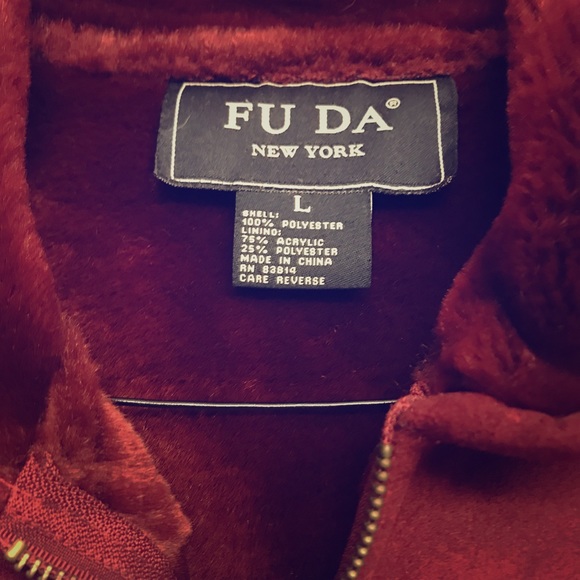 FU DA®
NEW YORK
L
SHELL:
100% POLYESTER
LINING:
75% ACRYLIC
25% POLYESTER
MADE IN CHINA
RN 83814
CARE REVERSE